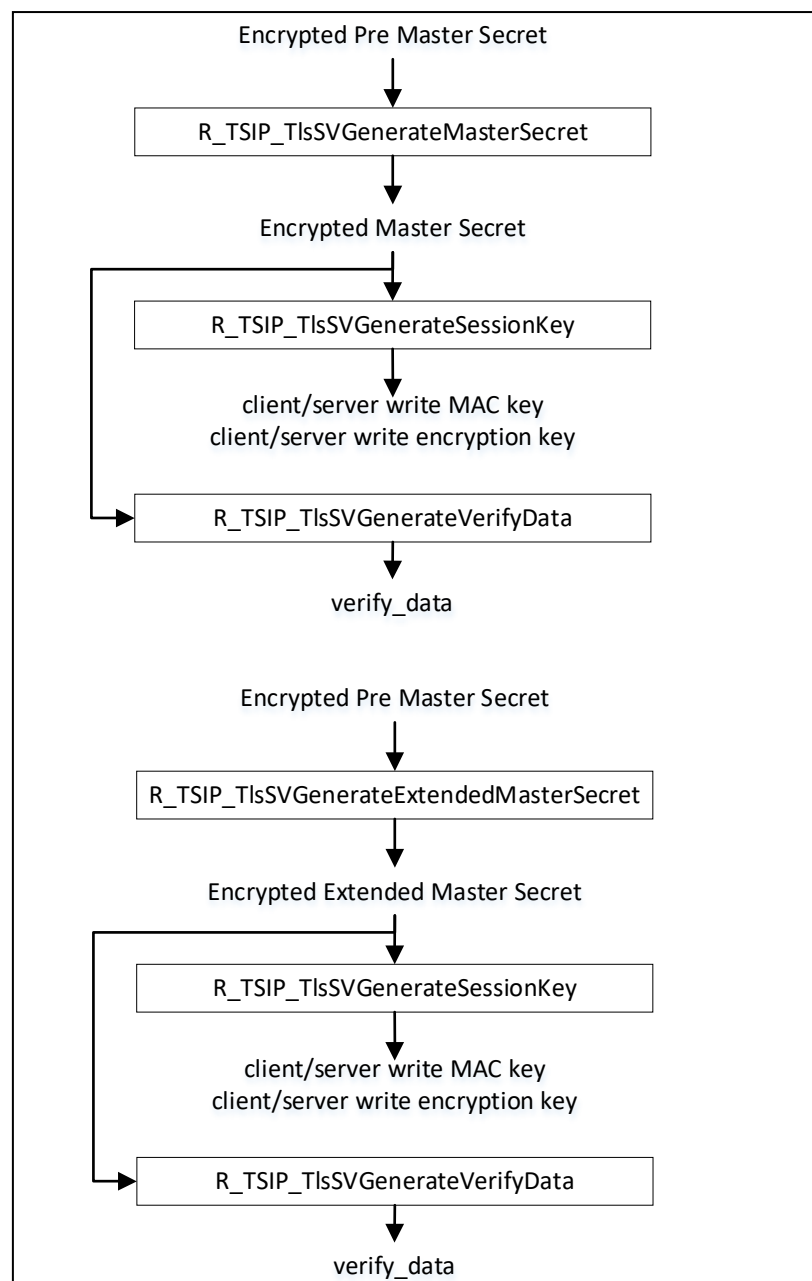 Encrypted Pre Master Secret
R_TSIP_TlsSVGenerateMasterSecret
Encrypted Master Secret
R_TSIP_TlsSVGenerateSessionKey
client/server write MAC key
client/server write encryption key
R_TSIP_TlsSVGenerateVerifyData
verify_data
Encrypted Pre Master Secret
R_TSIP_TlsSVGenerateExtendedMasterSecret
Encrypted Extended Master Secret
R_TSIP_TlsSVGenerateSessionKey
client/server write MAC key
client/server write encryption key
R_TSIP_TlsSVGenerateVerifyData
verify_data